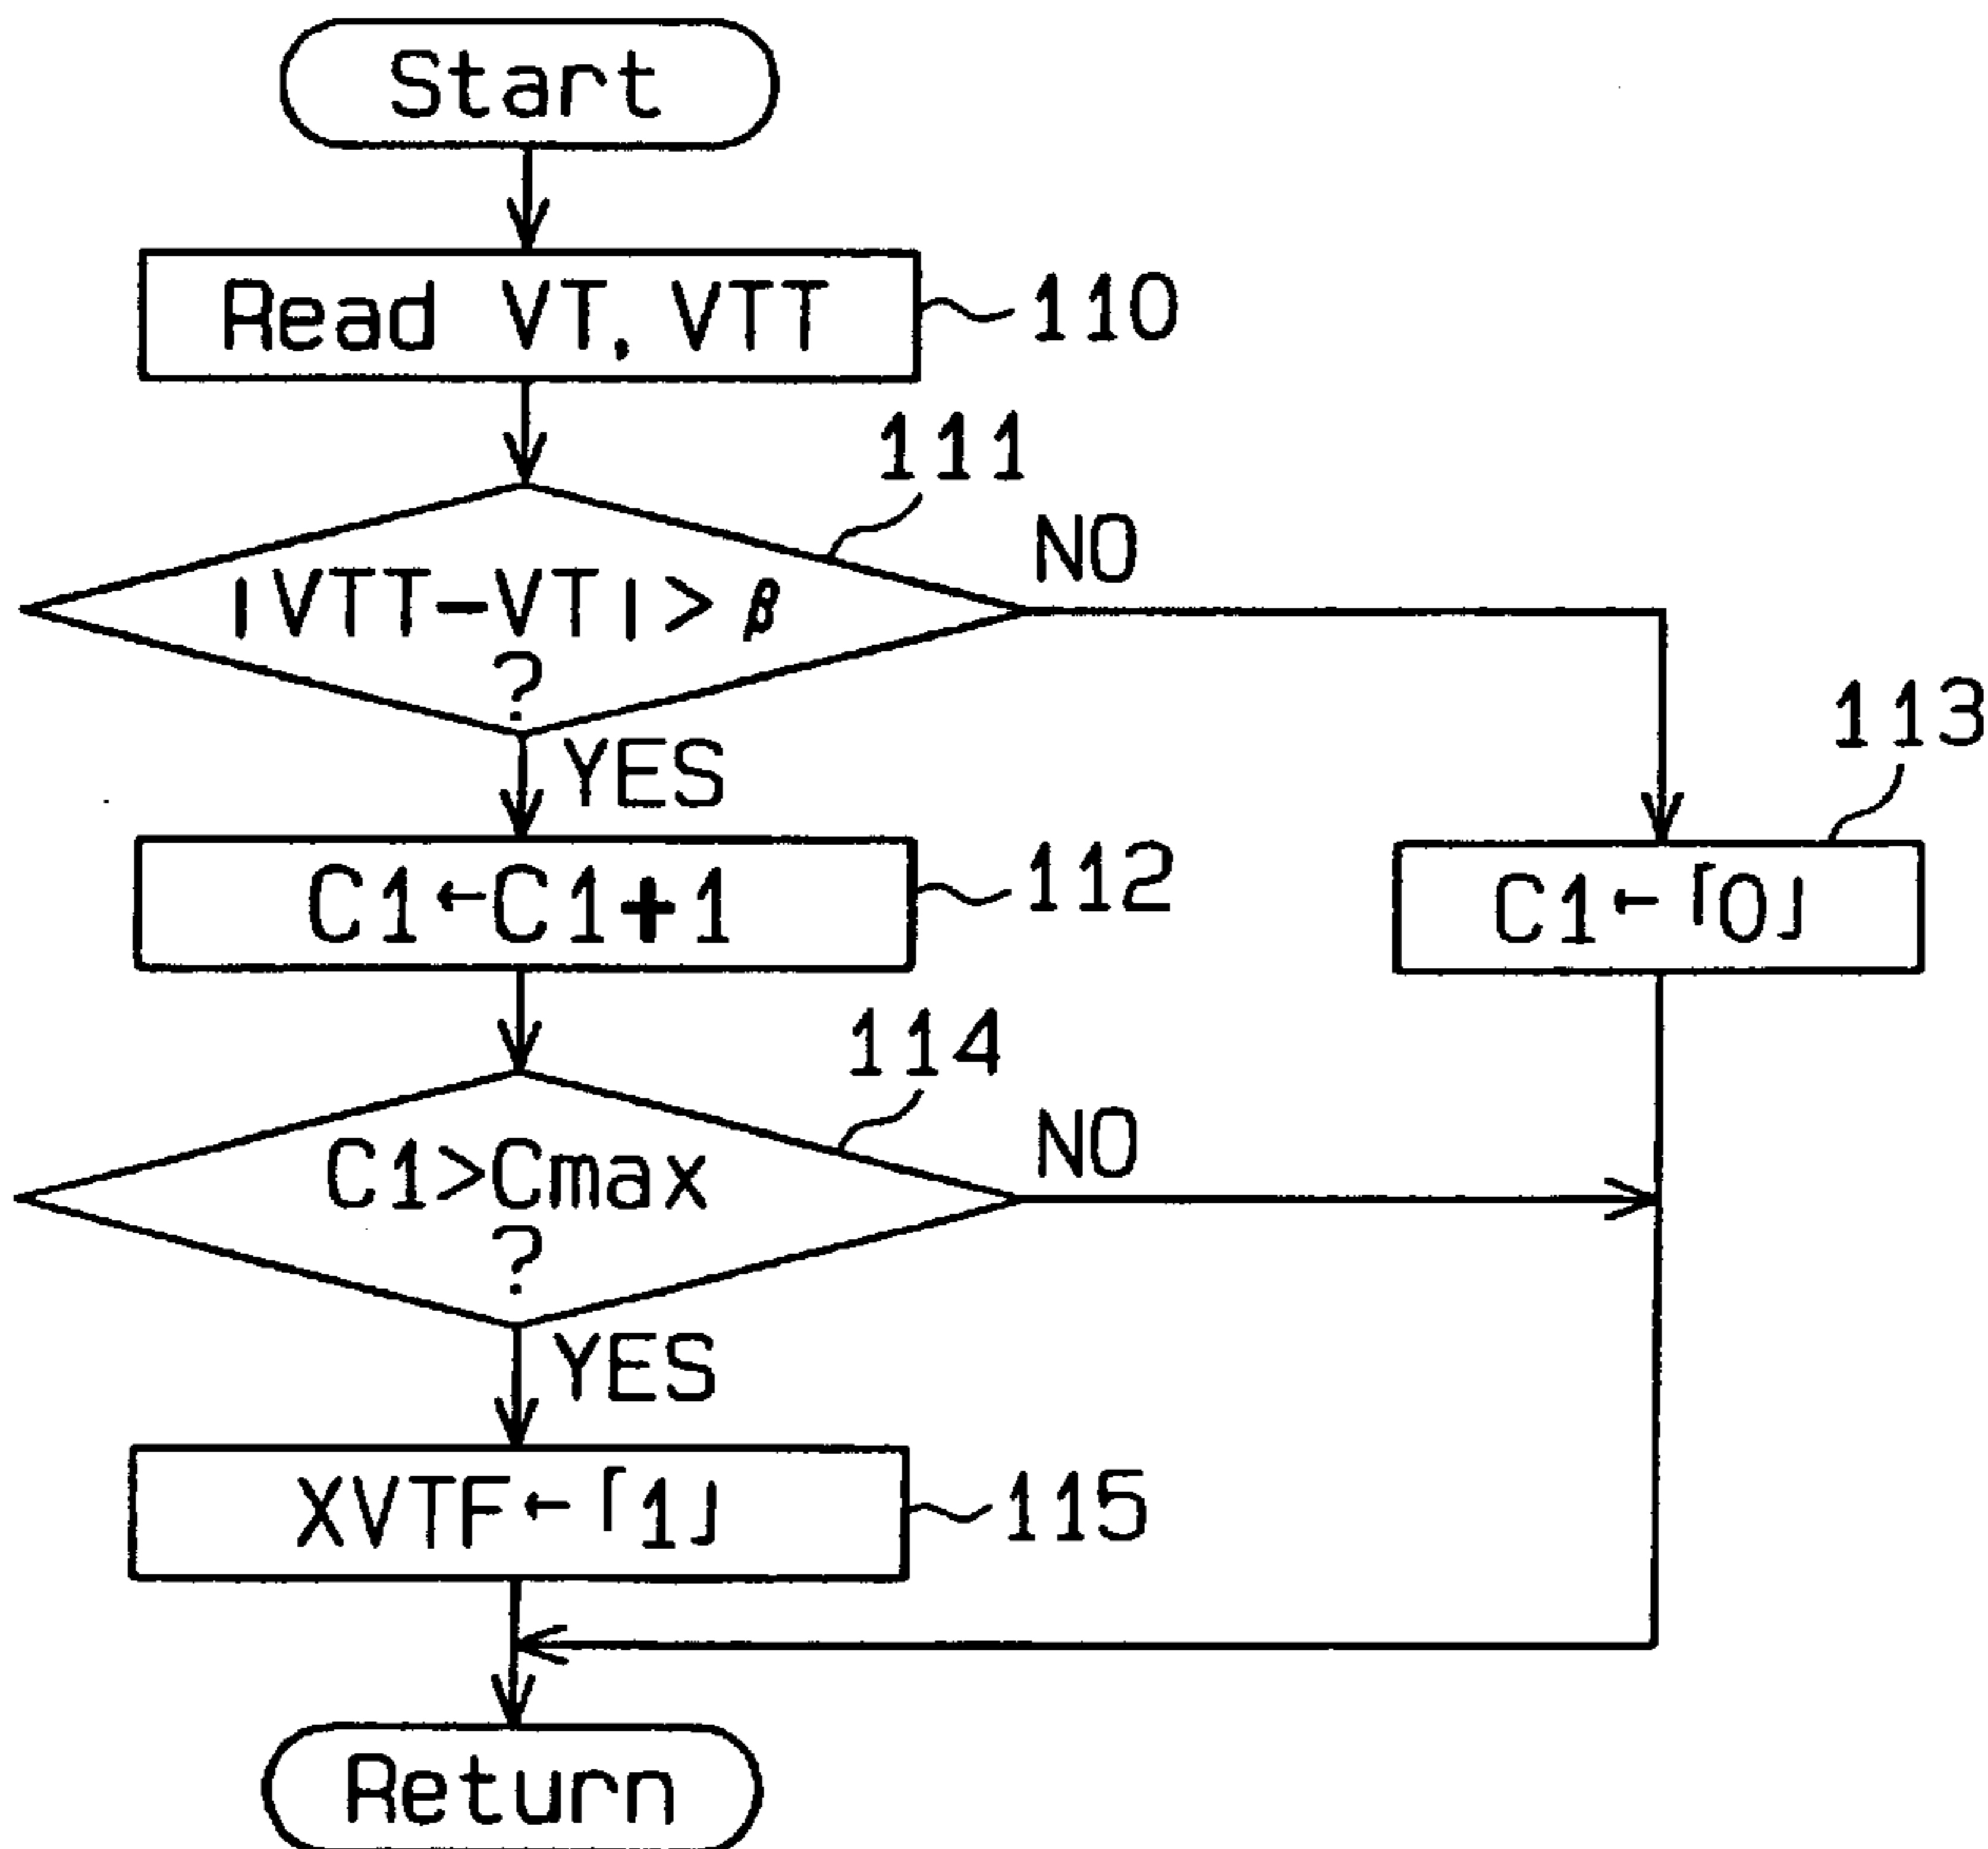 Start
Read VT, VTT
110
111
|VTT-VT|>β
?
NO
YES
113
C1←C1+1
112
C1←「0」
114
C1>Cmax
?
NO
YES
XVTF←「1」
115
Return